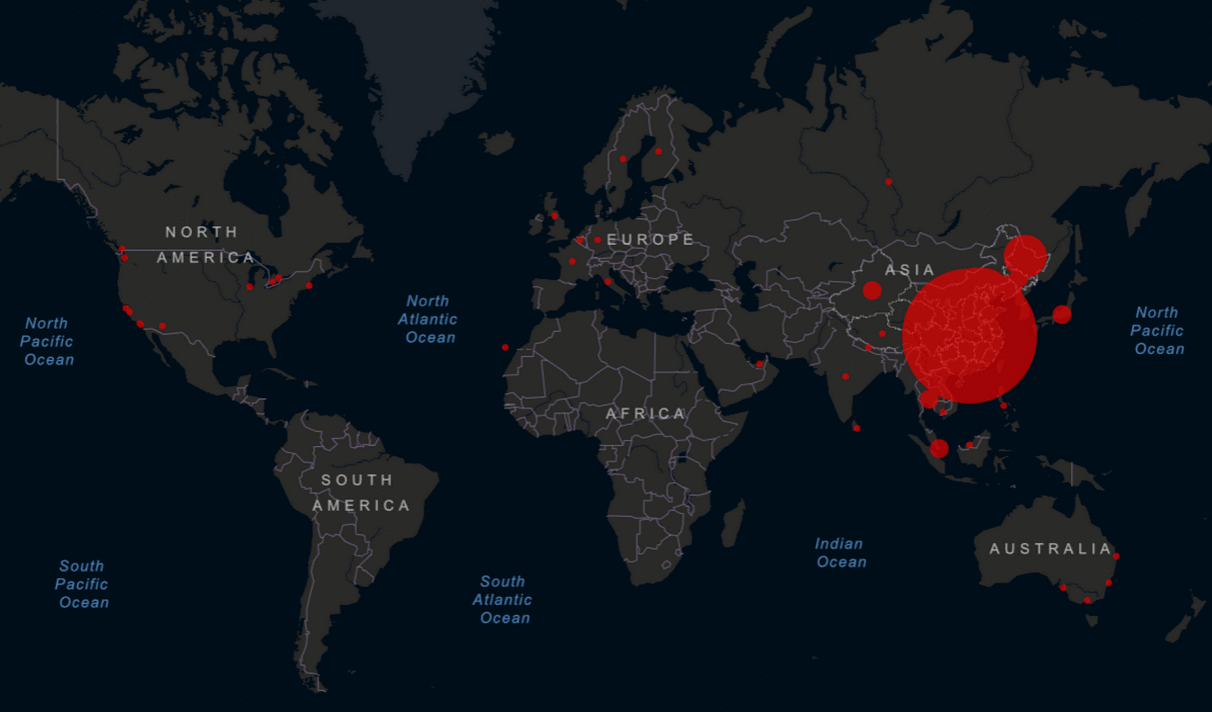 NORTH
AMERICA
EUROPE
ASIA
North
Atlantic
Ocean
North
Pacific
Ocean
North
Pacific
Ocean
AFRICA
SOUTH
AMERICA
AUSTRALIA
Indian
Ocean
South
Pacific
Ocean
South
Atlantic
Ocean